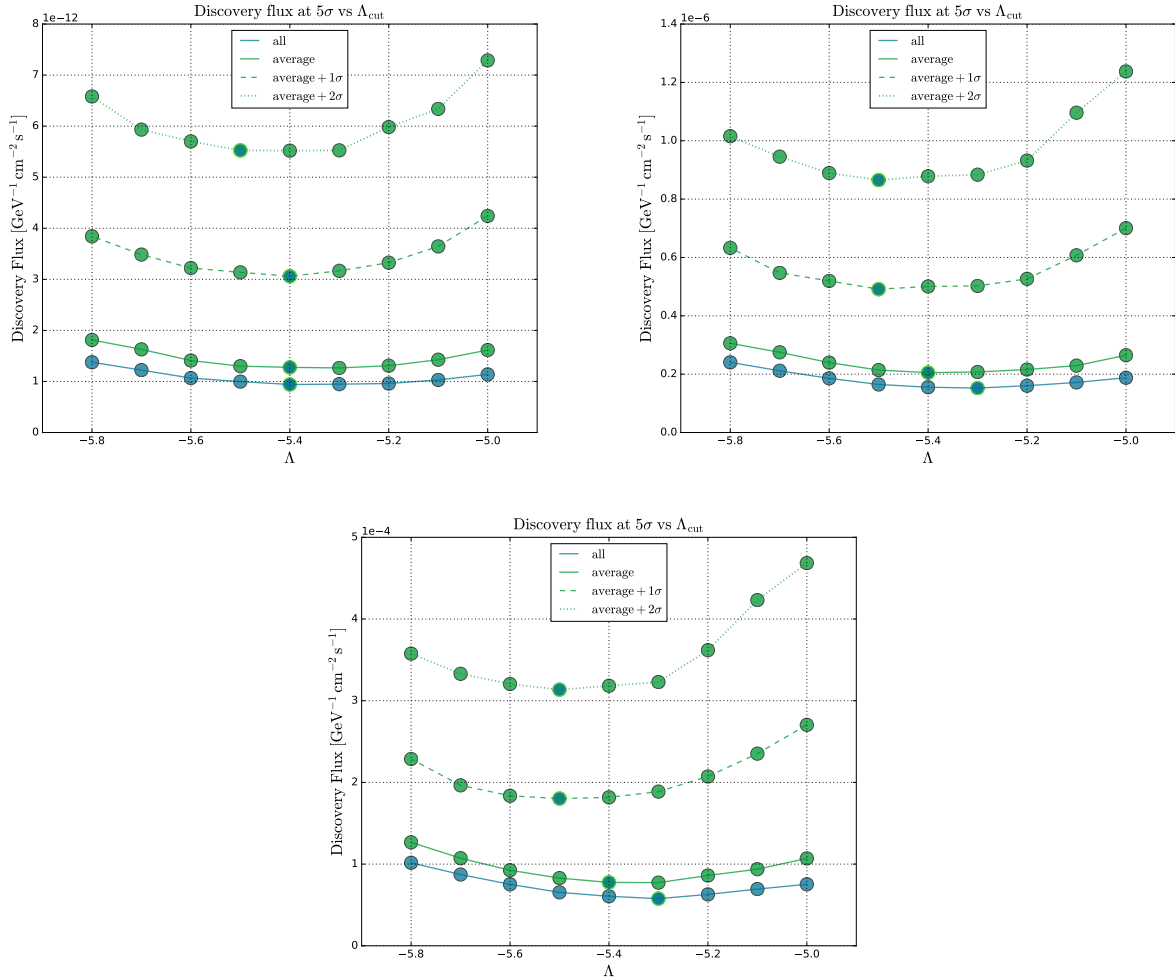 Discovery flux at 5σ vs Λcut
1e−12
8
7
6
5
4
3
2
1
0
Discovery Flux [GeV⁻¹ cm⁻² s⁻¹]
all
average
average + 1σ
average + 2σ
−5.8 −5.6 −5.4 −5.2 −5.0
Λ
Discovery flux at 5σ vs Λcut
1e−6
1.4
1.2
1.0
0.8
0.6
0.4
0.2
0.0
Discovery Flux [GeV⁻¹ cm⁻² s⁻¹]
all
average
average + 1σ
average + 2σ
−5.8 −5.6 −5.4 −5.2 −5.0
Λ
Discovery flux at 5σ vs Λcut
1e−4
5
4
3
2
1
0
Discovery Flux [GeV⁻¹ cm⁻² s⁻¹]
all
average
average + 1σ
average + 2σ
−5.8 −5.6 −5.4 −5.2 −5.0
Λ